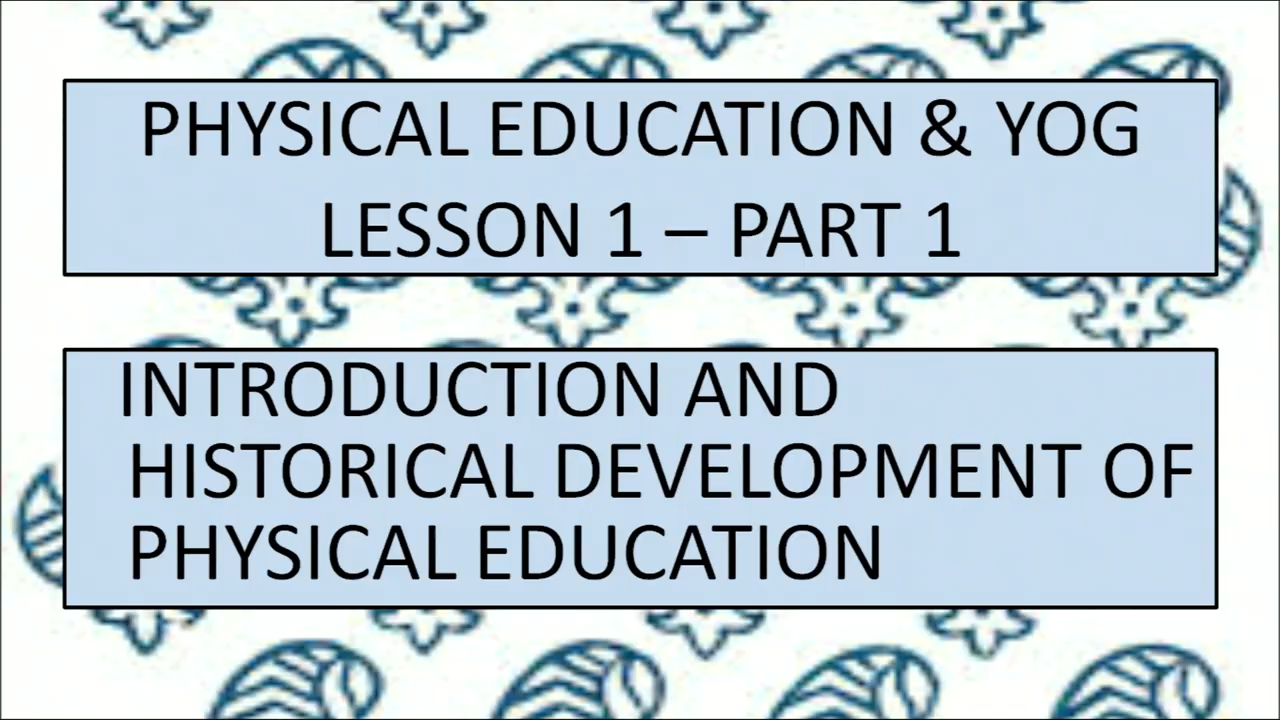 PHYSICAL EDUCATION & YOG
LESSON 1 – PART 1
INTRODUCTION AND
HISTORICAL DEVELOPMENT OF
PHYSICAL EDUCATION